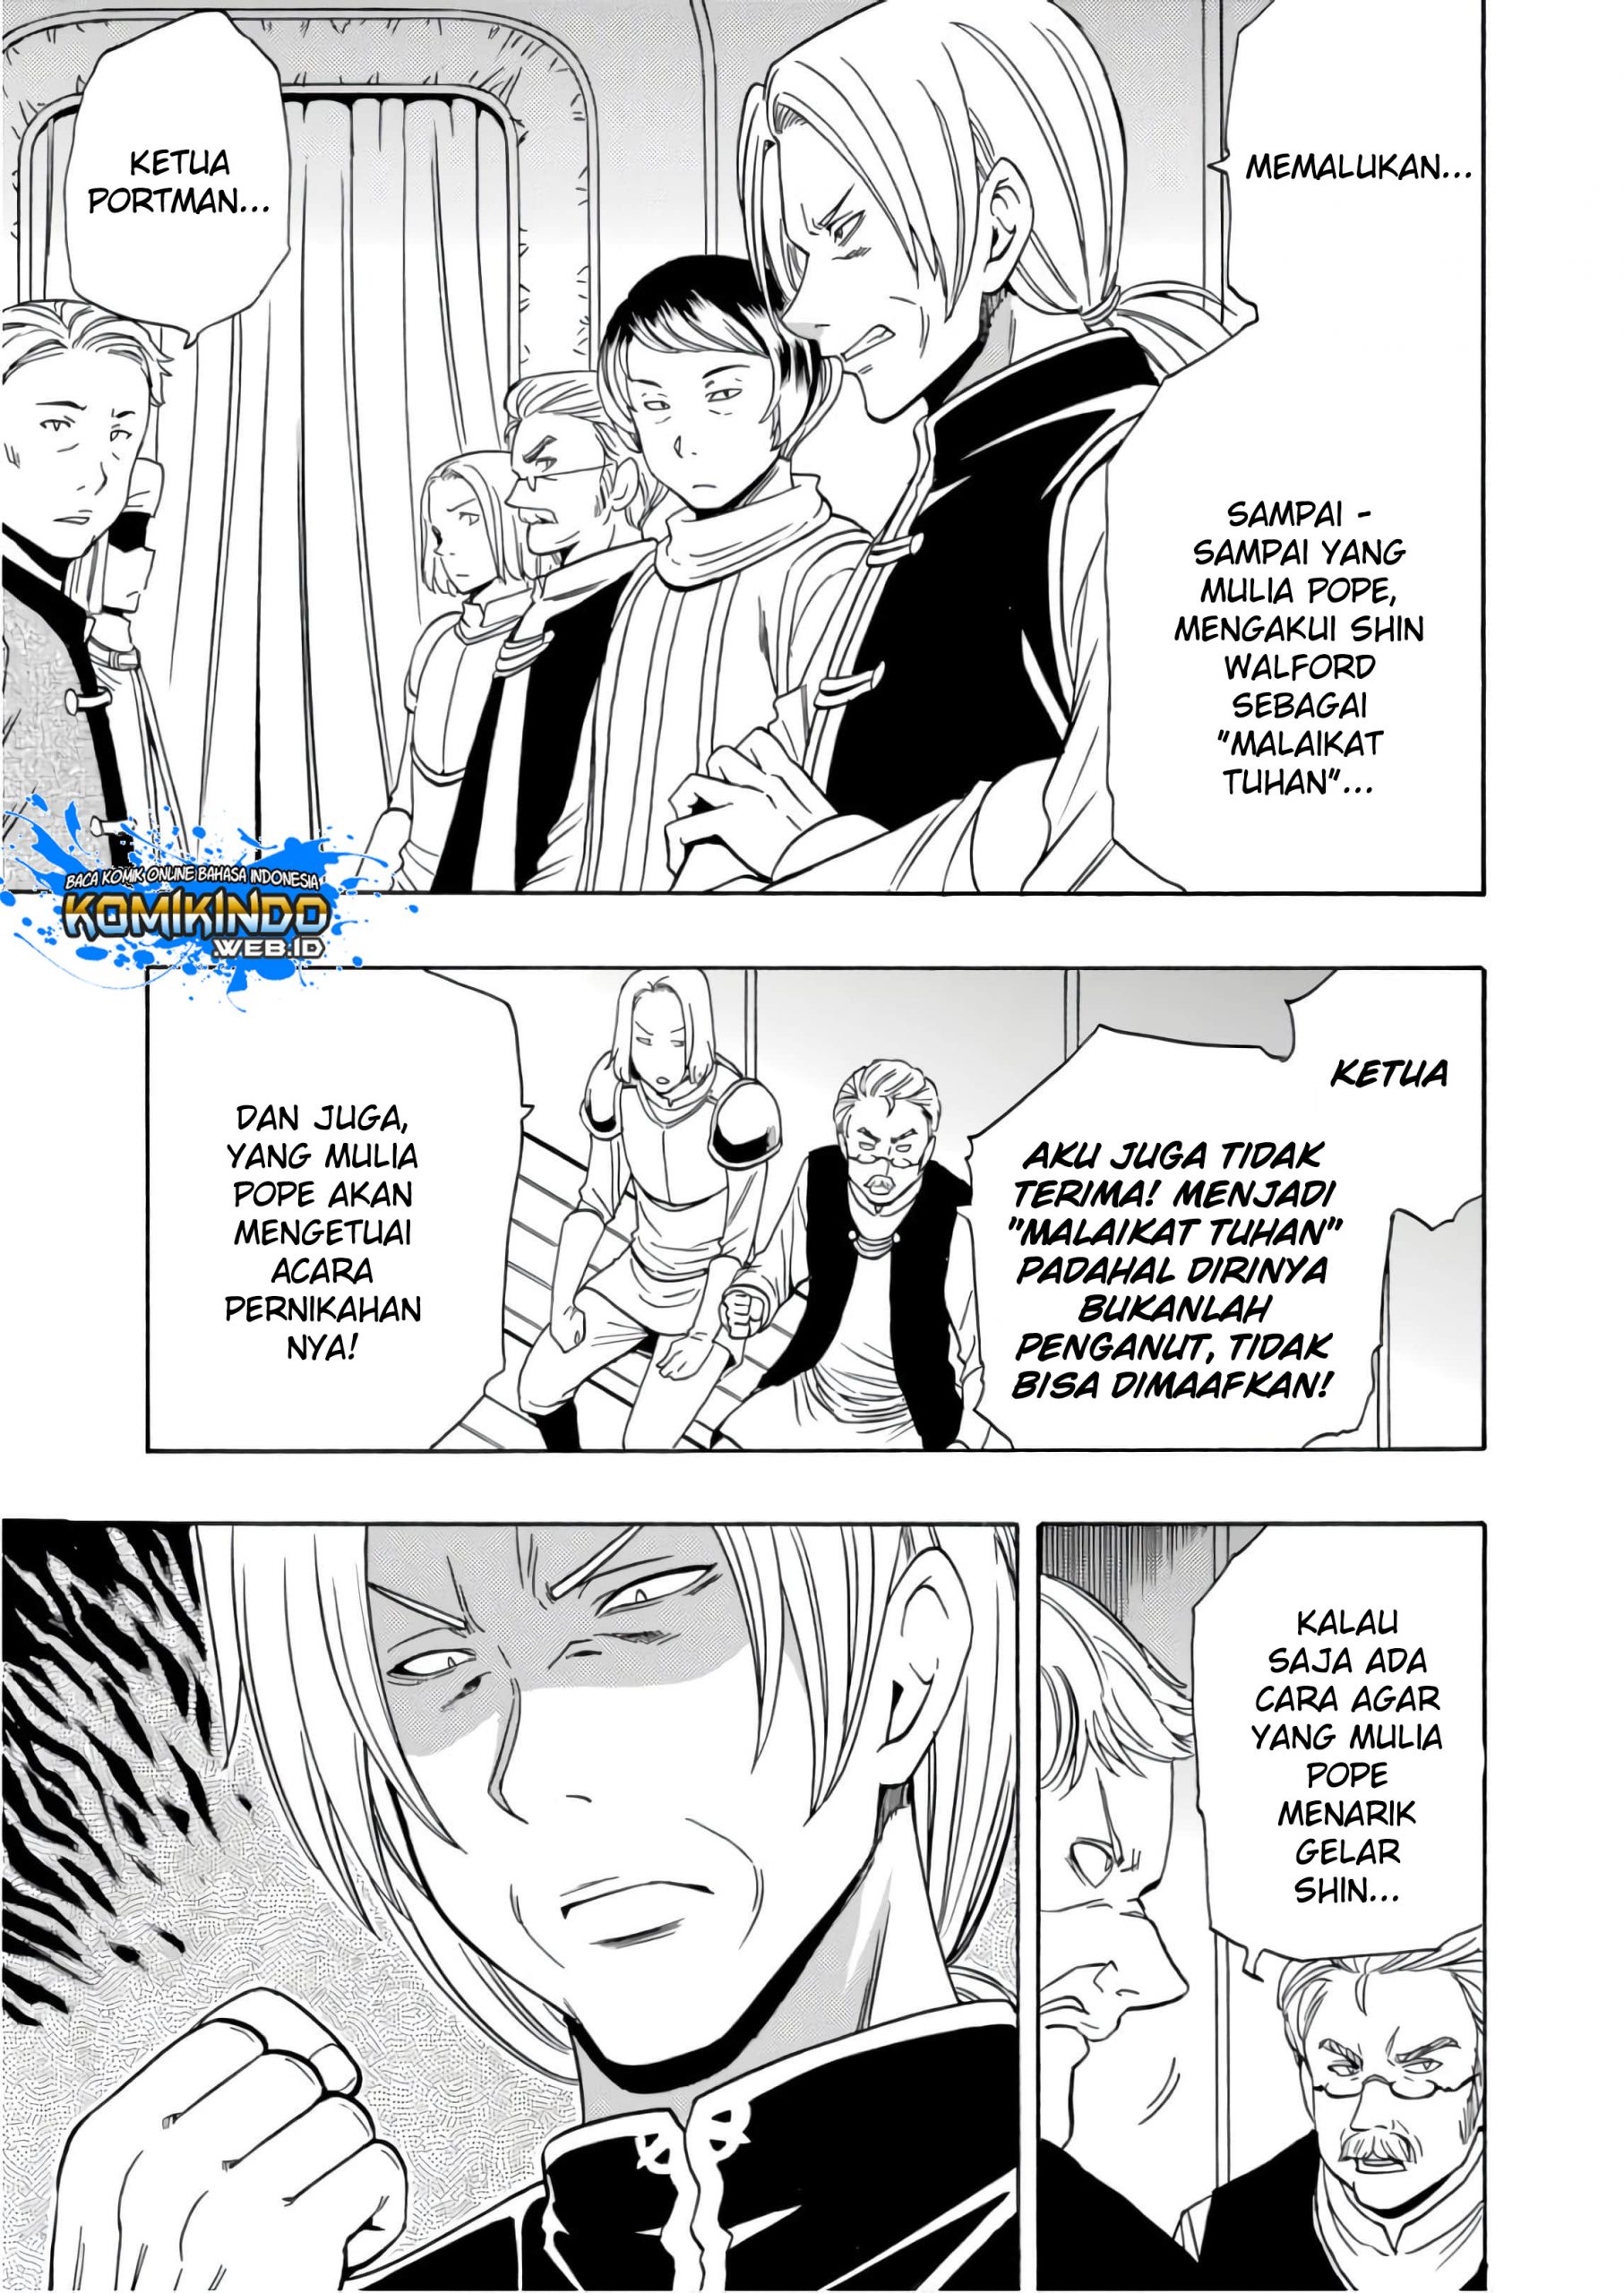 MEMALUKAN...
SAMPAI -
SAMPAI YANG
MULIA POPE,
MENGAKUI SHIN
WALFORD
SEBAGAI
"MALAIKAT
TUHAN"...
KETUA
PORTMAN...
BACA KOMIK ONLINE BAHASA INDONESIA
KOMIKINDO
.WEB.ID
KETUA
AKU JUGA TIDAK
TERIMA! MENJADI
"MALAIKAT TUHAN"
PADAHAL DIRINYA
BUKANLAH
PENGANUT, TIDAK
BISA DIMAAFKAN!
DAN JUGA,
YANG MULIA
POPE AKAN
MENGETUAI
ACARA
PERNIKAHAN
NYA!
KALAU
SAJA ADA
CARA AGAR
YANG MULIA
POPE
MENARIK
GELAR
SHIN...